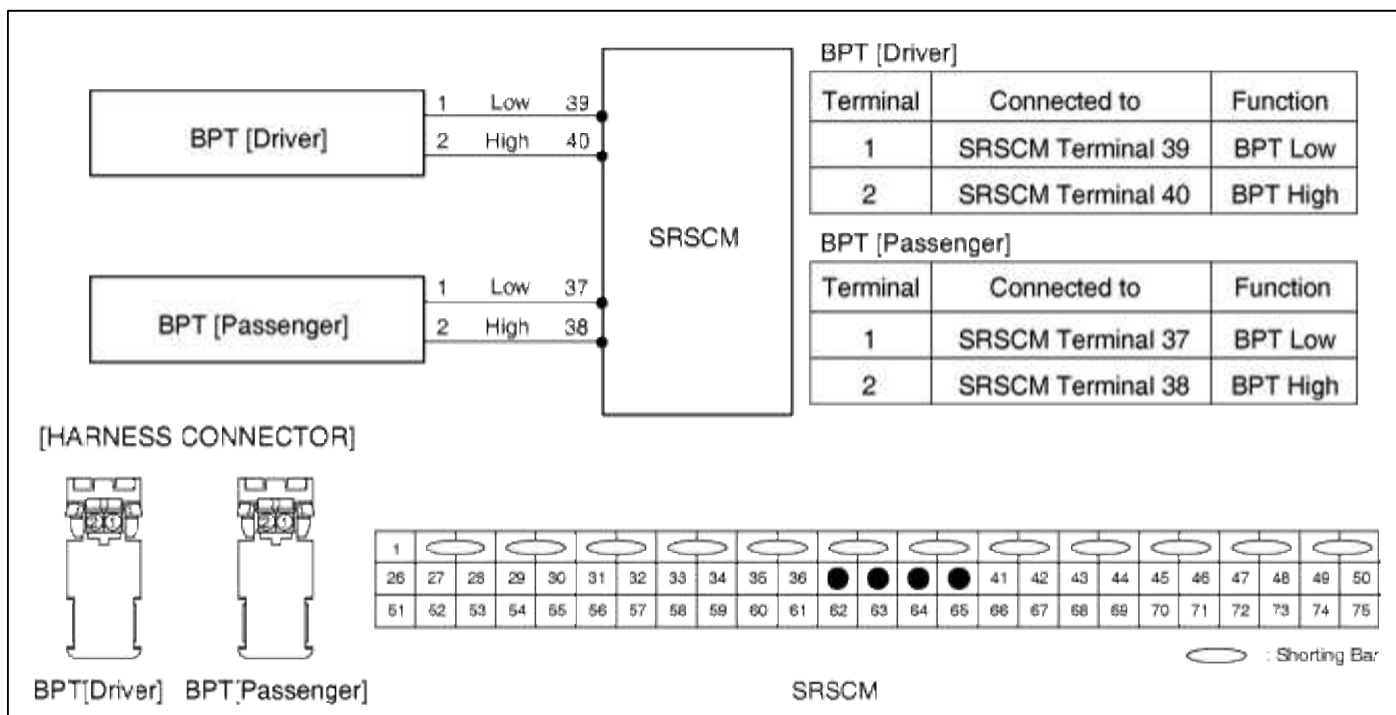 BPT [Driver]
1 Low 39
2 High 40
BPT [Passenger]
1 Low 37
2 High 38
SRSCM
BPT [Driver]
Terminal Connected to Function
1 SRSCM Terminal 39 BPT Low
2 SRSCM Terminal 40 BPT High
BPT [Passenger]
Terminal Connected to Function
1 SRSCM Terminal 37 BPT Low
2 SRSCM Terminal 38 BPT High
[HARNESS CONNECTOR]
2 1
2 1
BPT[Driver] BPT[Passenger]
1
26 27 28 29 30 31 32 33 34 35 36 41 42 43 44 45 46 47 48 49 50
51 52 53 54 55 56 57 58 59 60 61 62 63 64 65 66 67 68 69 70 71 72 73 74 75
: Shorting Bar
SRSCM